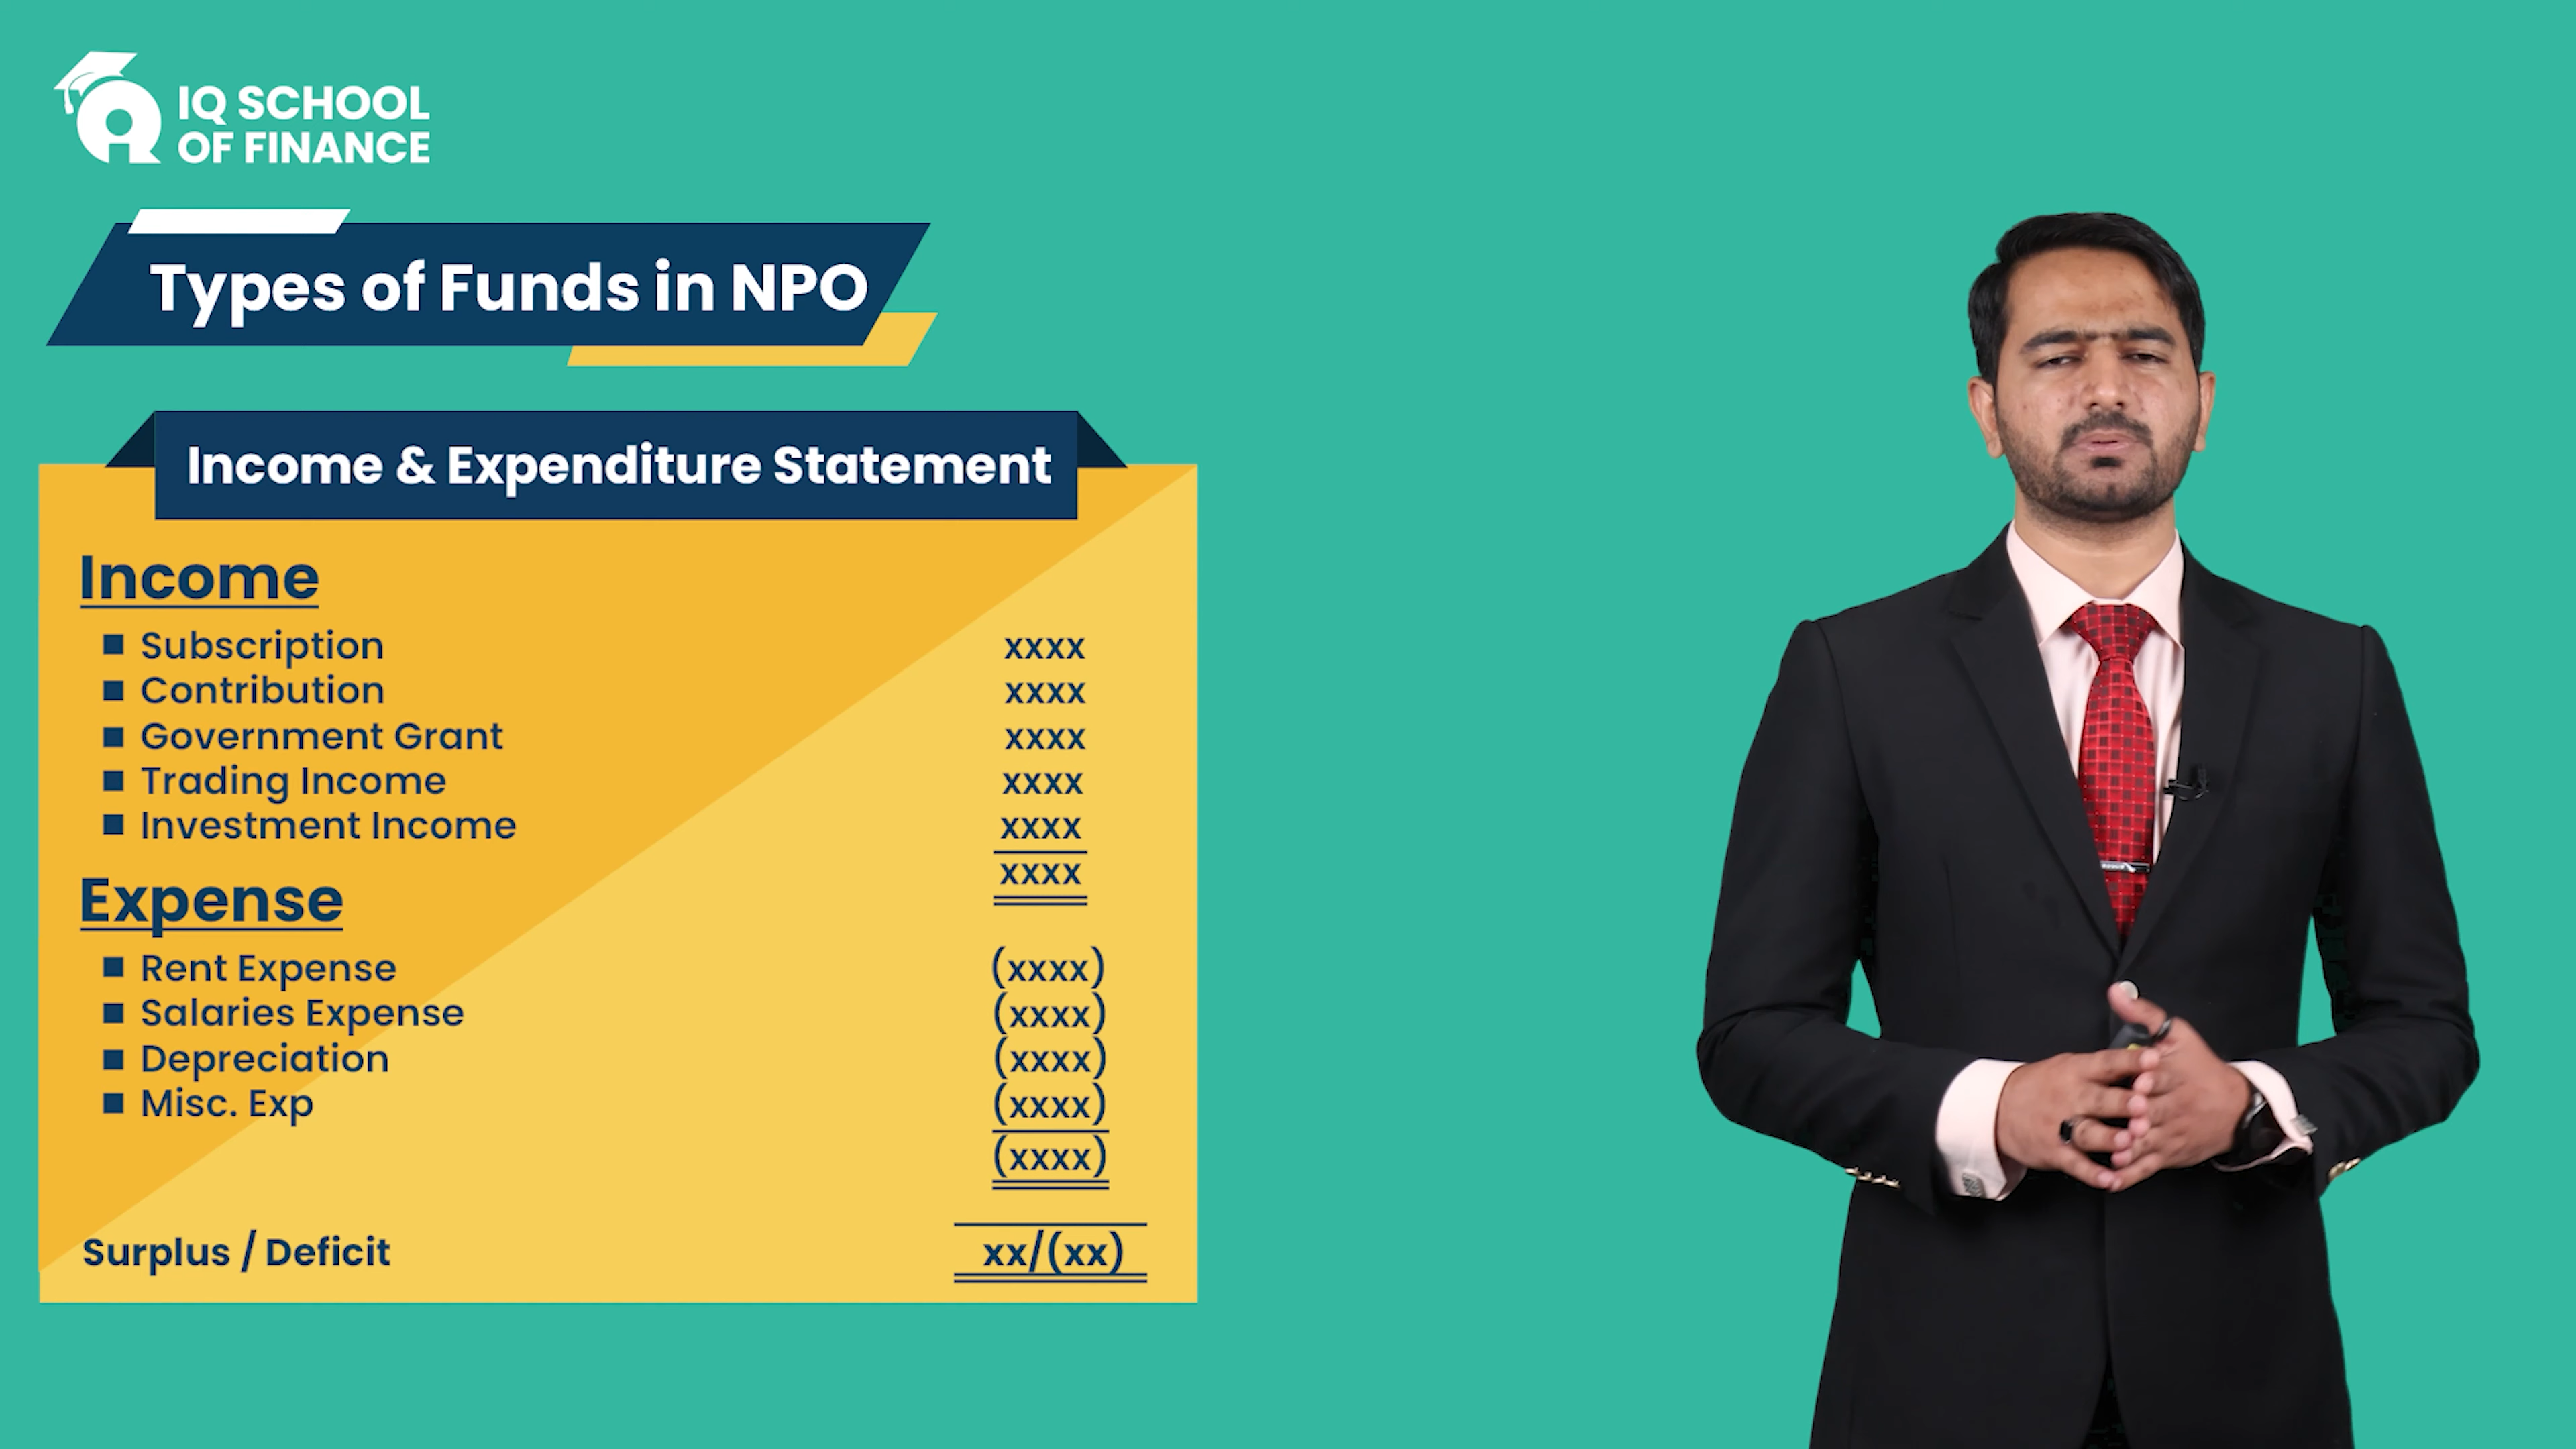 IQ SCHOOL
OF FINANCE
Types of Funds in NPO
Income & Expenditure Statement
Income
Subscription xxxx
Contribution xxxx
Government Grant xxxx
Trading Income xxxx
Investment Income xxxx
xxxx
Expense
Rent Expense (xxxx)
Salaries Expense (xxxx)
Depreciation (xxxx)
Misc. Exp (xxxx)
(xxxx)
Surplus / Deficit xx/(xx)